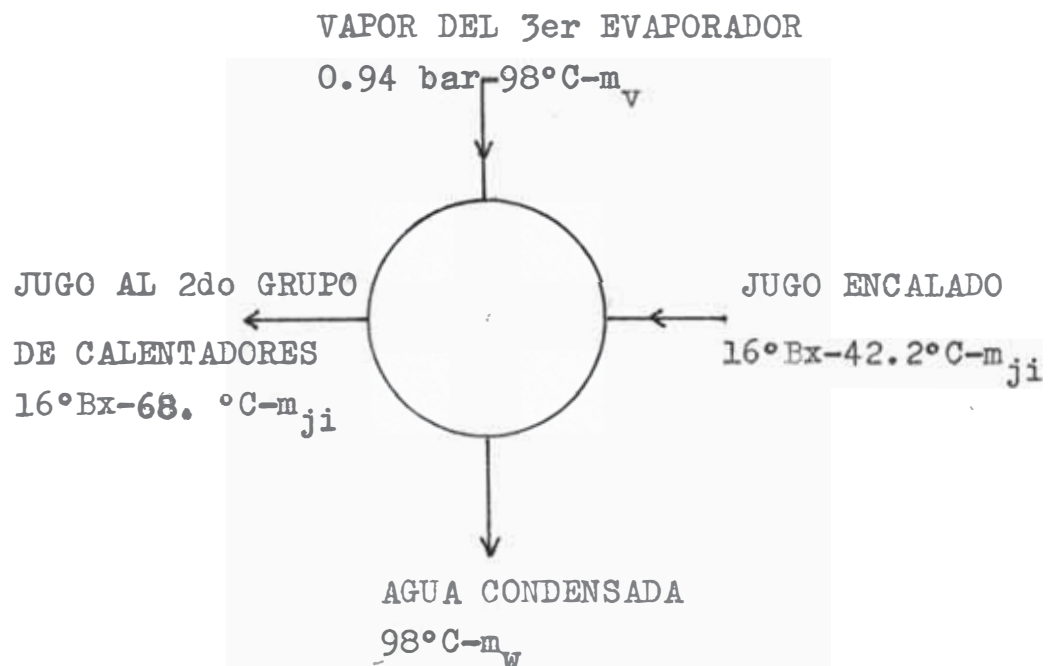 VAPOR DEL 3er EVAPORADOR
0.94 bar-98°C-m_v
JUGO AL 2do GRUPO
DE CALENTADORES
16°Bx-68. °C-m_ji
JUGO ENCALADO
16°Bx-42.2°C-m_ji
AGUA CONDENSADA
98°C-m_w